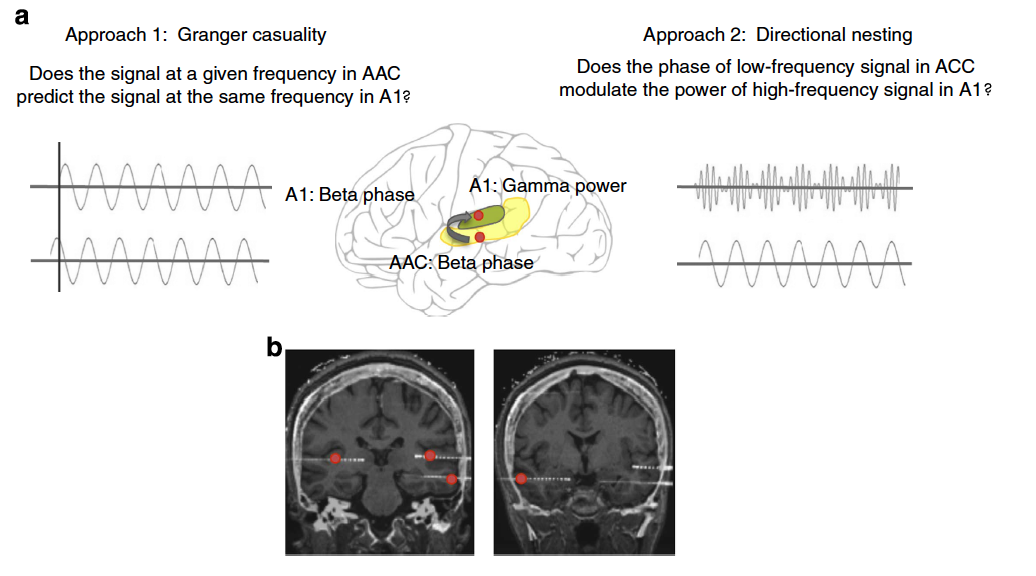 a
Approach 1: Granger casuality
Does the signal at a given frequency in AAC
predict the signal at the same frequency in A1?
Approach 2: Directional nesting
Does the phase of low-frequency signal in ACC
modulate the power of high-frequency signal in A1?
A1: Beta phase
A1: Gamma power
AAC: Beta phase
b